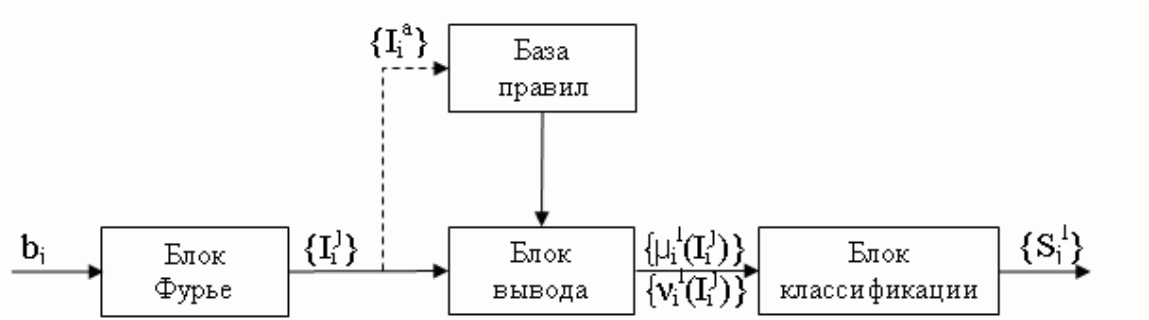 {Iᵢᵃ}
База
правил
bᵢ
Блок
Фурье
{Iᵢᴶ}
Блок
вывода
{μᵢˡ(Iᵢᴶ)}
{νᵢˡ(Iᵢᴶ)}
Блок
классификации
{Sᵢˡ}